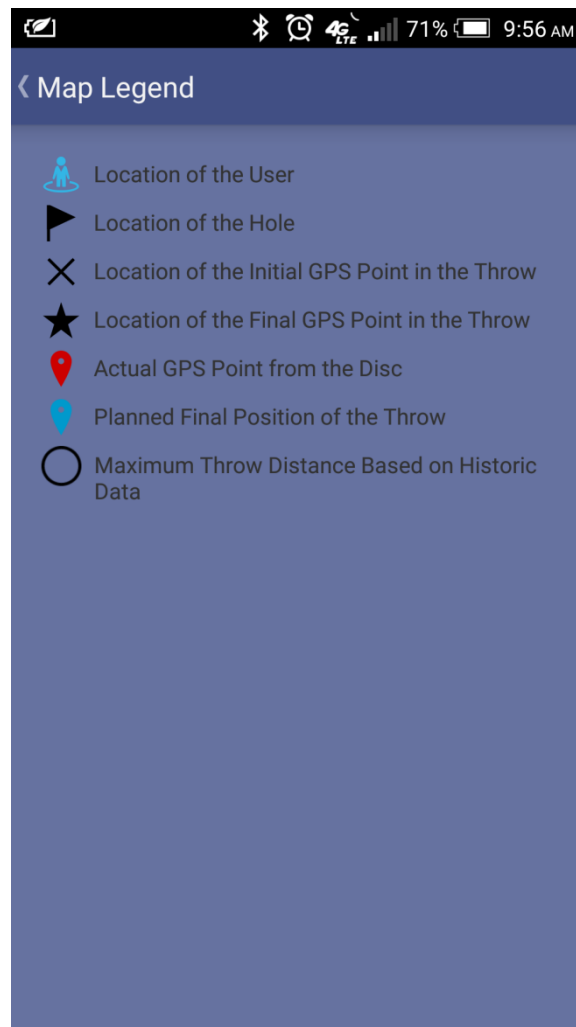 4G LTE 71% 9:56 AM
Map Legend
Location of the User
Location of the Hole
Location of the Initial GPS Point in the Throw
Location of the Final GPS Point in the Throw
Actual GPS Point from the Disc
Planned Final Position of the Throw
Maximum Throw Distance Based on Historic
Data